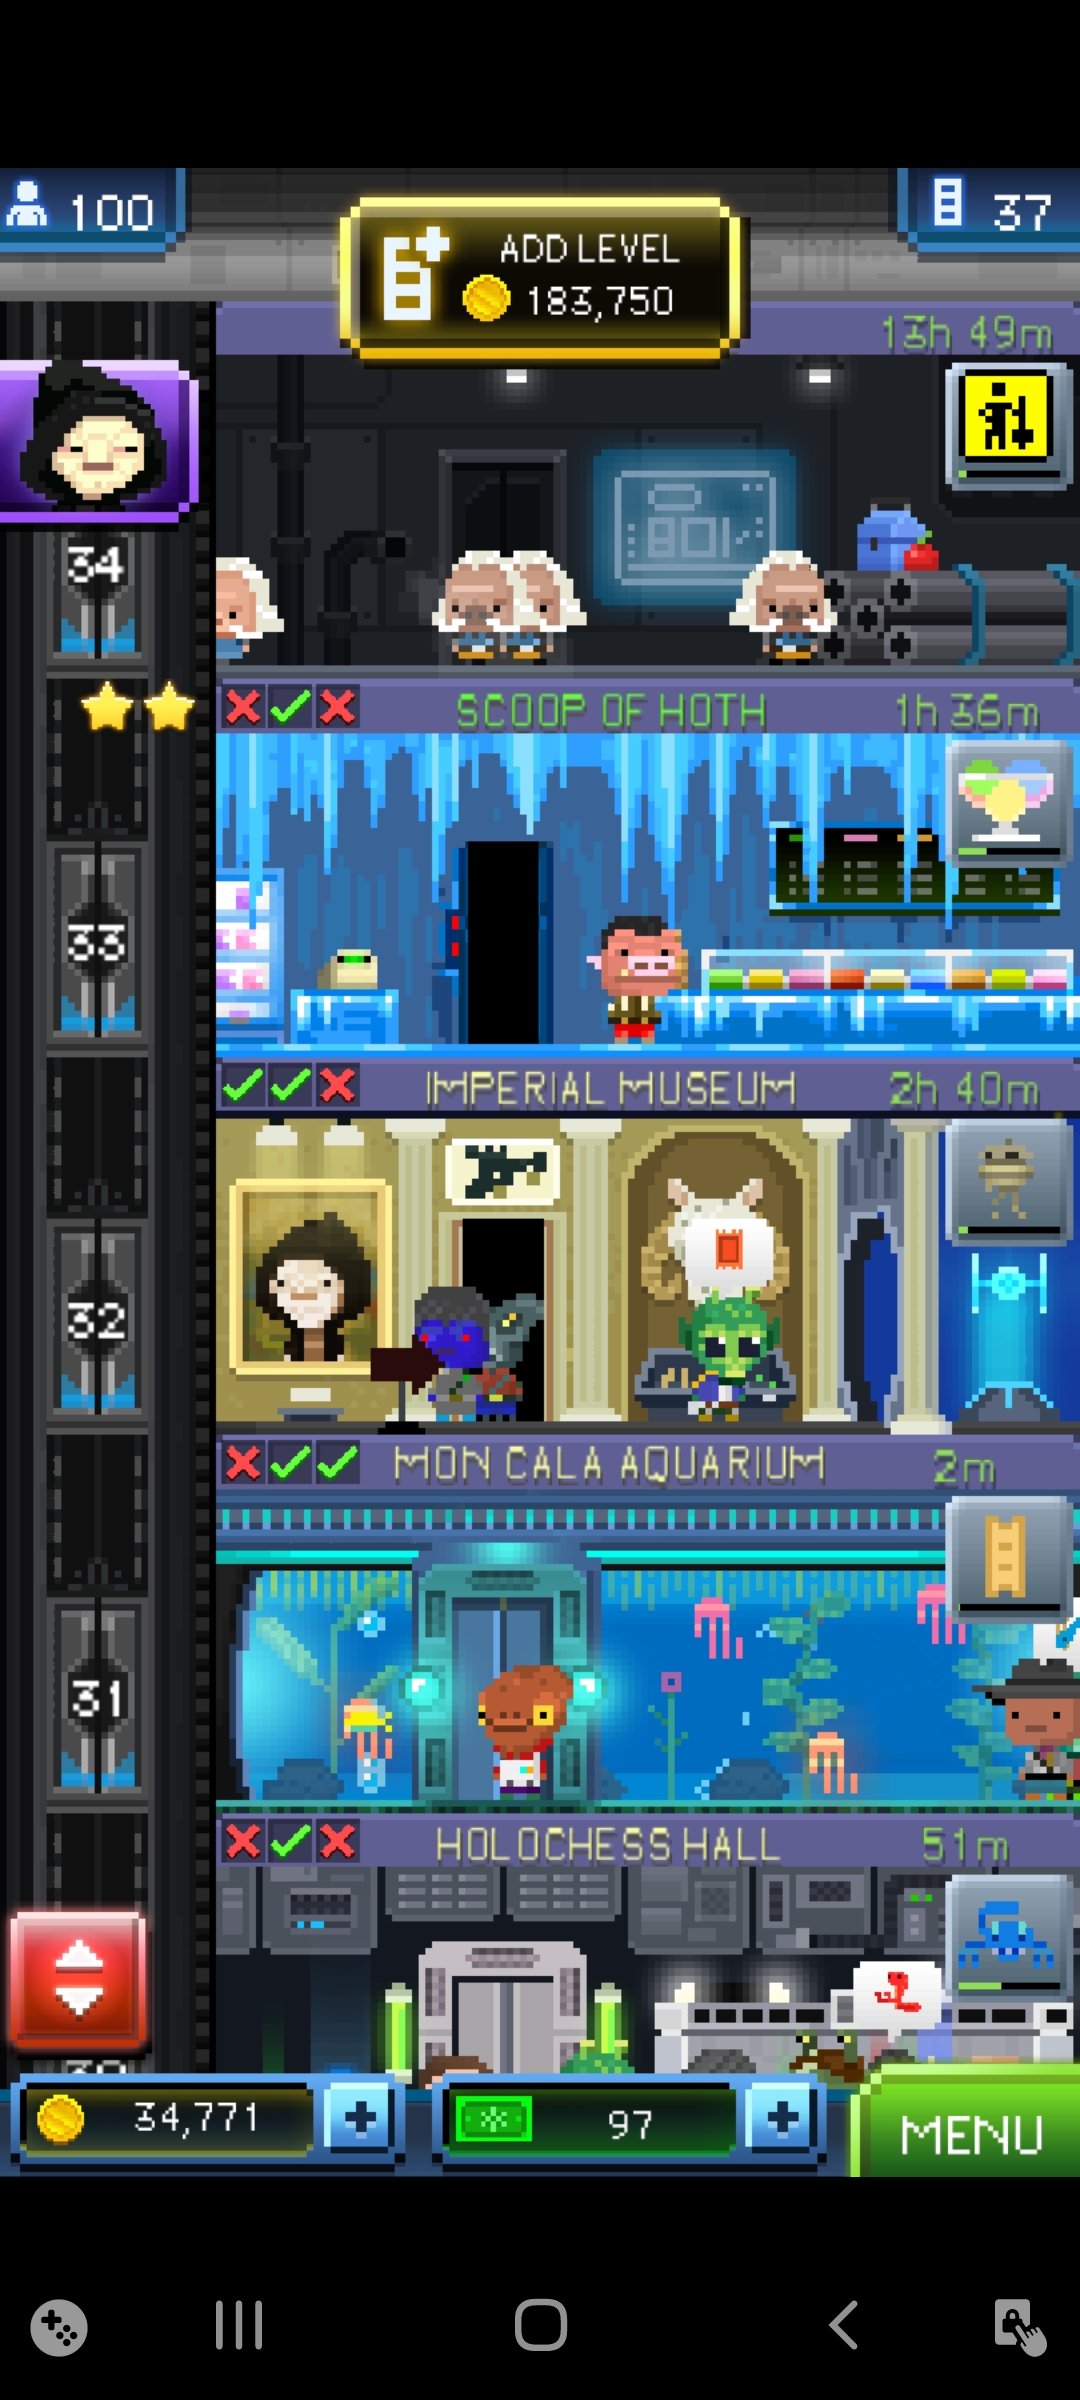 100
ADD LEVEL
183,750
37
13h 49m
34
SCOOP OF HOTH
1h 36m
33
IMPERIAL MUSEUM
2h 40m
32
MON CALA AQUARIUM
2m
31
HOLOCHESS HALL
51m
34,771
97
MENU